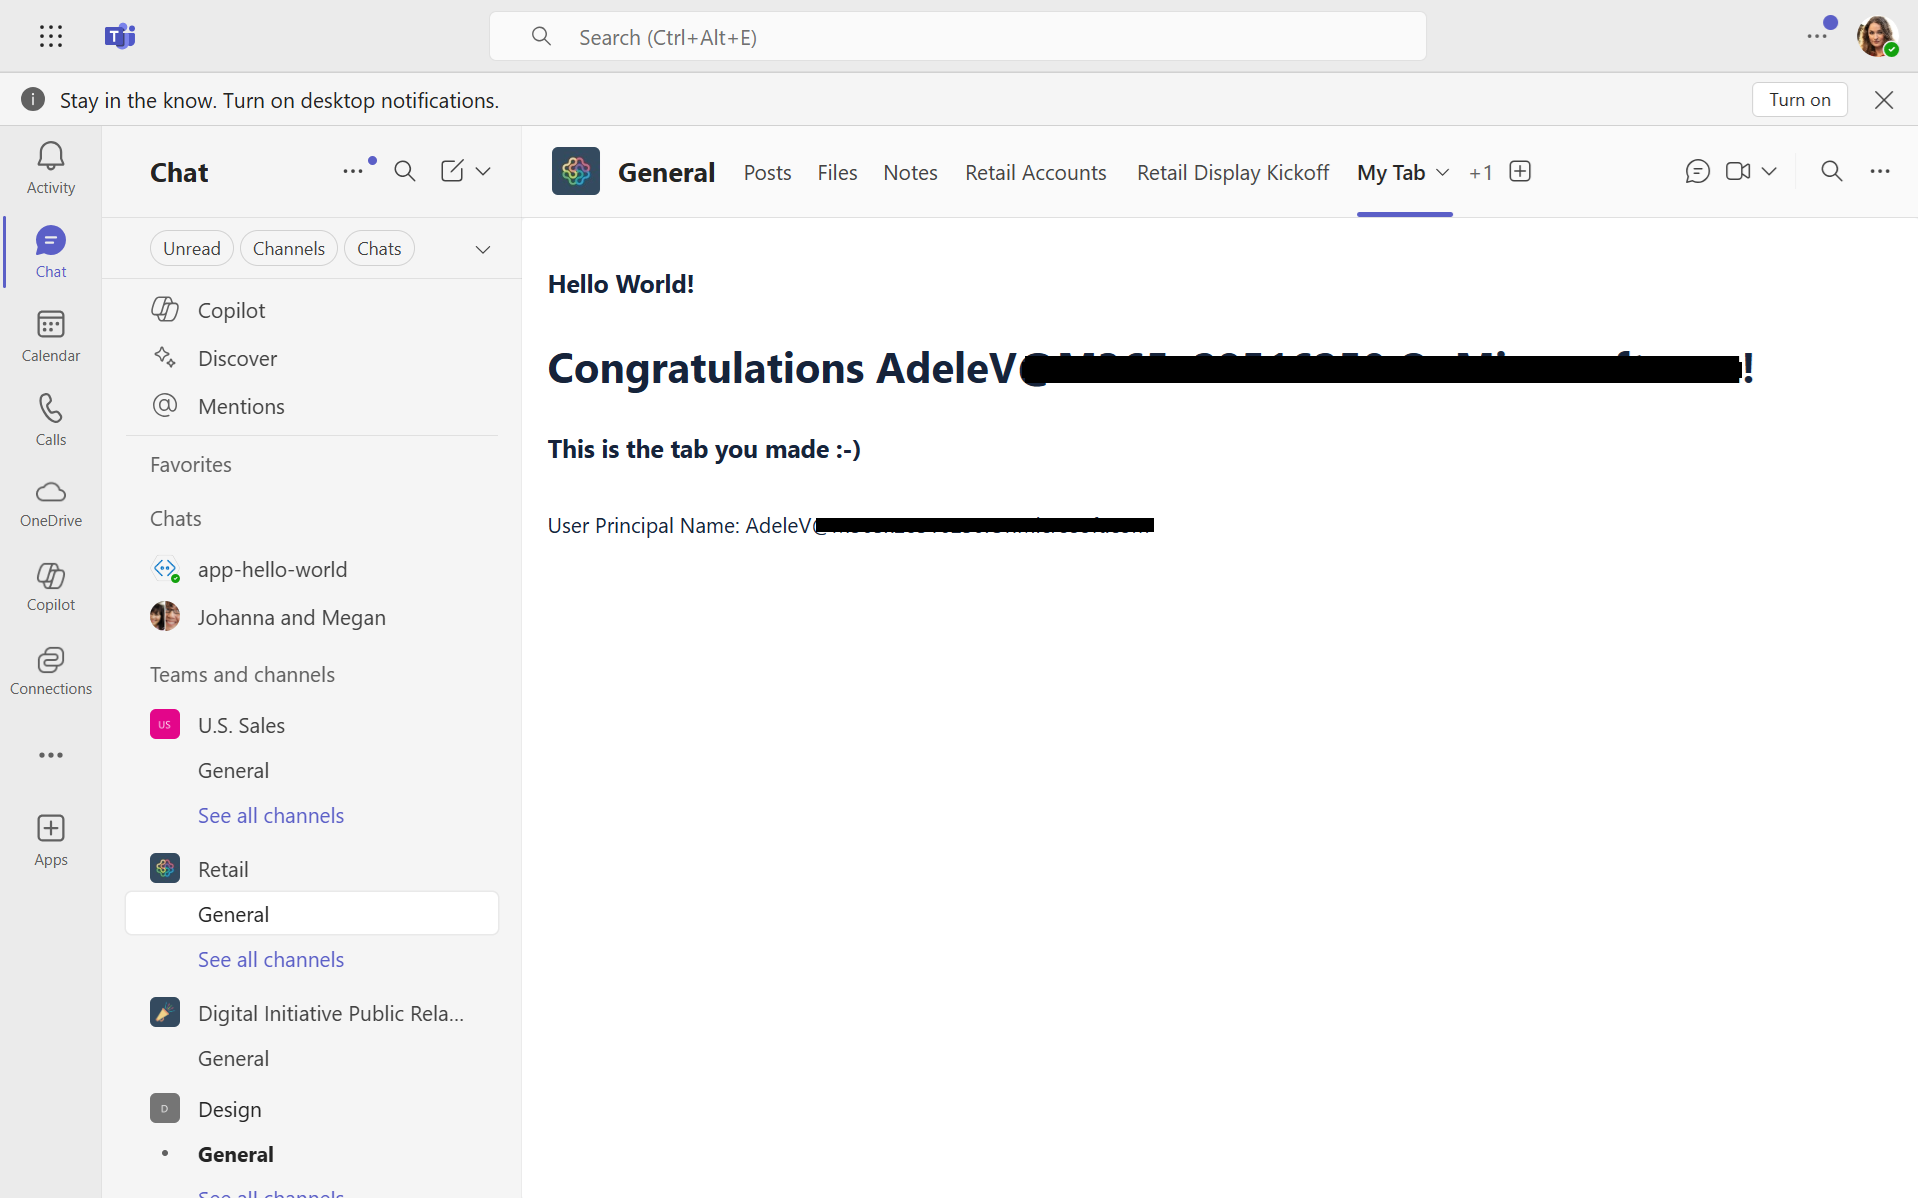 Search (Ctrl+Alt+E)
Stay in the know. Turn on desktop notifications.
Turn on
Activity
Chat
Calendar
Calls
OneDrive
Copilot
Connections
Apps
Chat
Unread
Channels
Chats
Copilot
Discover
Mentions
Favorites
Chats
app-hello-world
Johanna and Megan
Teams and channels
US
U.S. Sales
General
See all channels
Retail
General
See all channels
Digital Initiative Public Rela...
General
D
Design
General
See all channels
General
Posts
Files
Notes
Retail Accounts
Retail Display Kickoff
My Tab
+1
Hello World!
Congratulations AdeleV !
This is the tab you made :-)
User Principal Name: AdeleV